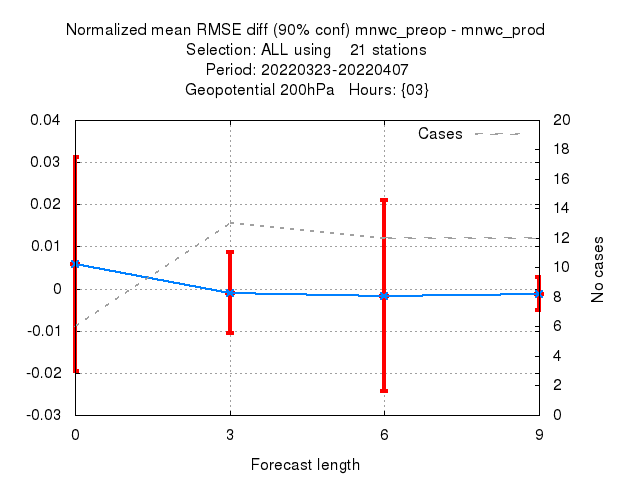 Normalized mean RMSE diff (90% conf) mnwc_preop - mnwc_prod
Selection: ALL using 21 stations
Period: 20220323-20220407
Geopotential 200hPa Hours: {03}
Cases
0.04
0.03
0.02
0.01
0
-0.01
-0.02
-0.03
20
18
16
14
12
10
8
6
4
2
0
No cases
0 3 6 9
Forecast length